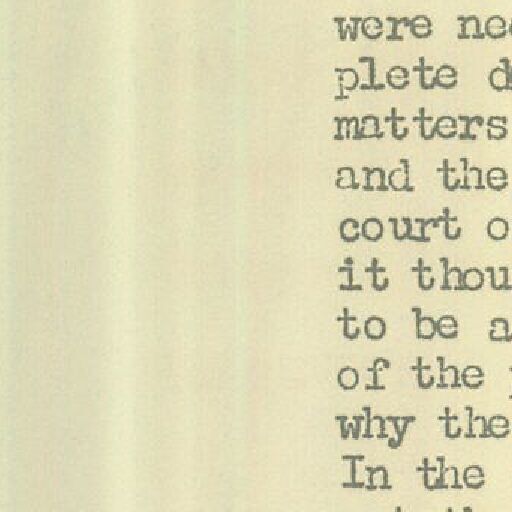 were nec
plete d
matters
and the
court o
it thou
to be a
of the
why the
In the